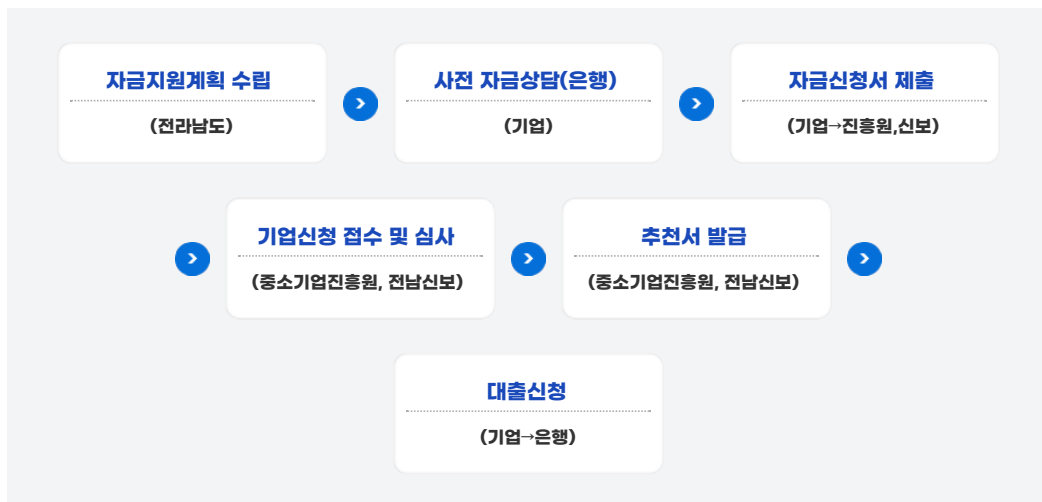 자금지원계획 수립
(전라남도)
사전 자금상담(은행)
(기업)
자금신청서 제출
(기업→진흥원,신보)
기업신청 접수 및 심사
(중소기업진흥원, 전남신보)
추천서 발급
(중소기업진흥원, 전남신보)
대출신청
(기업→은행)